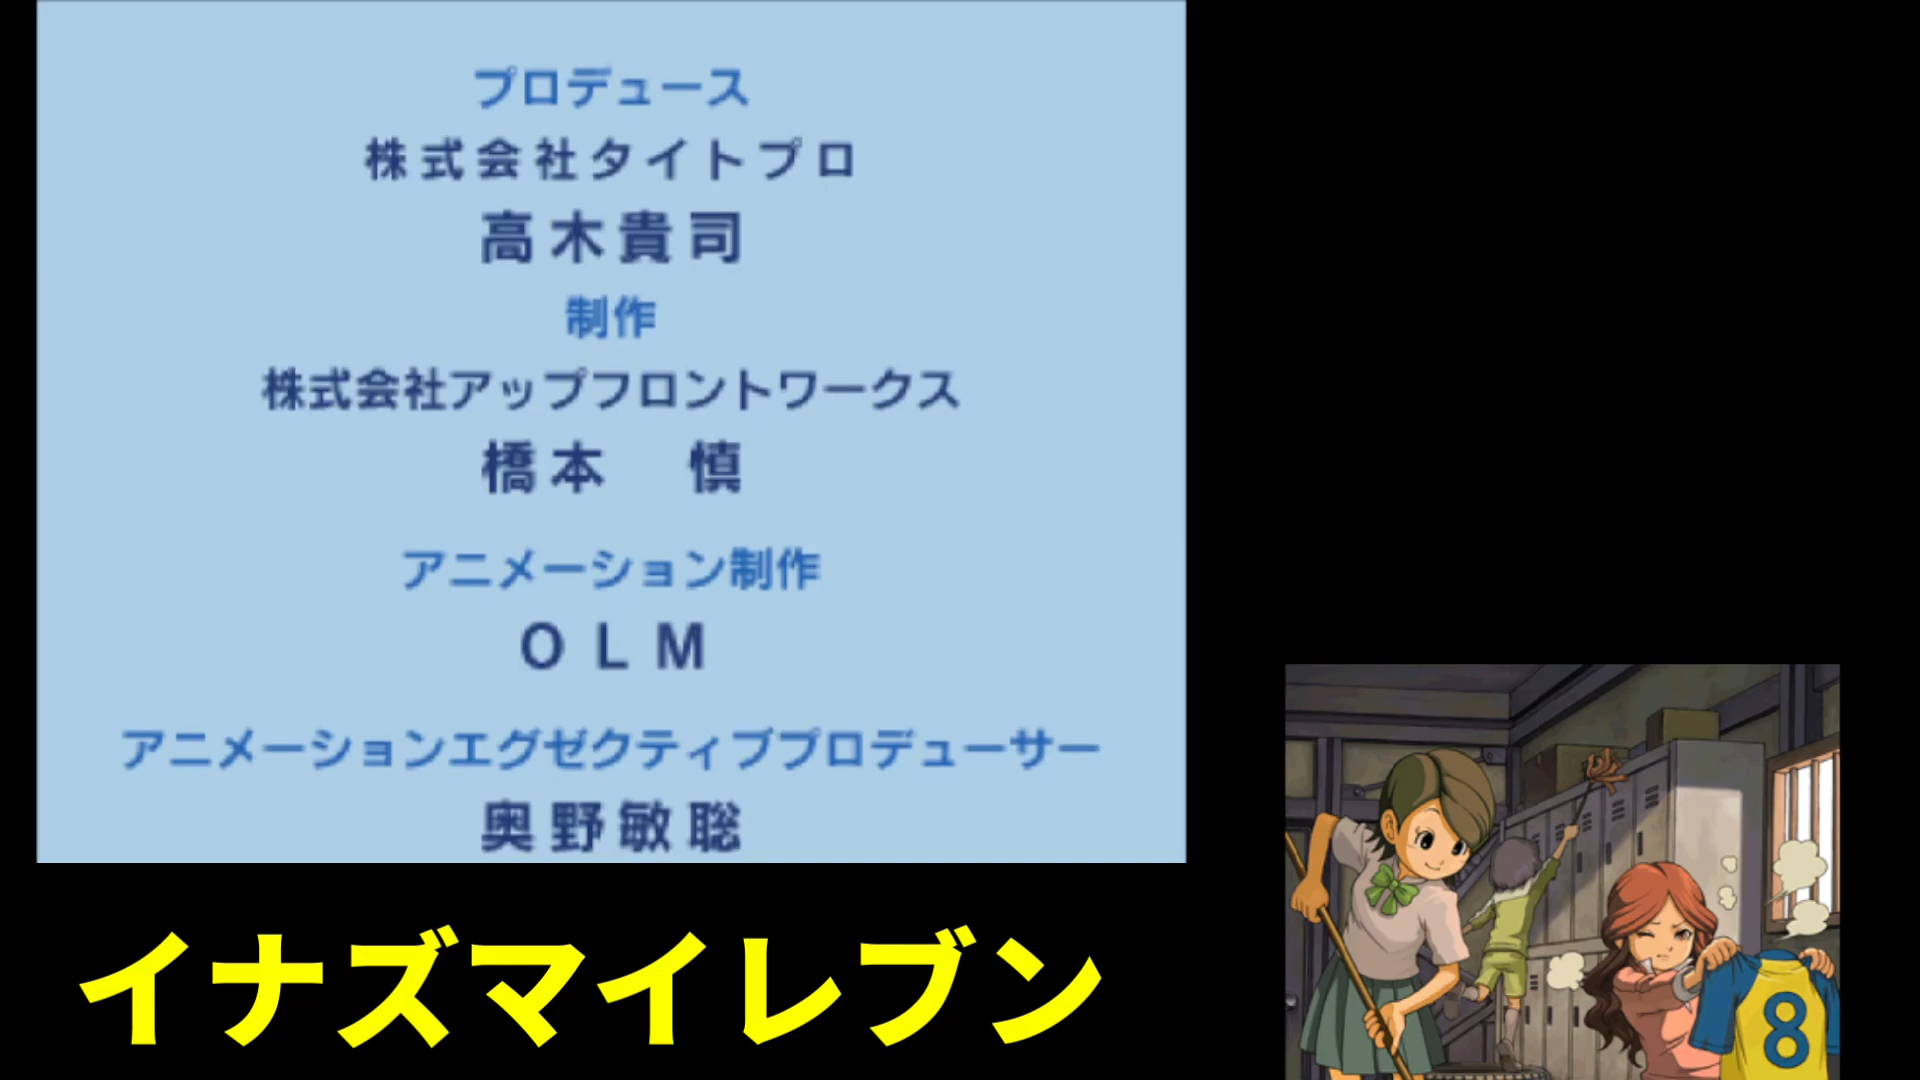 プロデュース
株式会社タイトプロ
高木貴司
制作
株式会社アップフロントワークス
橋本　慎
アニメーション制作
OLM
アニメーションエグゼクティブプロデューサー
奥野敏聡
イナズマイレブン
8